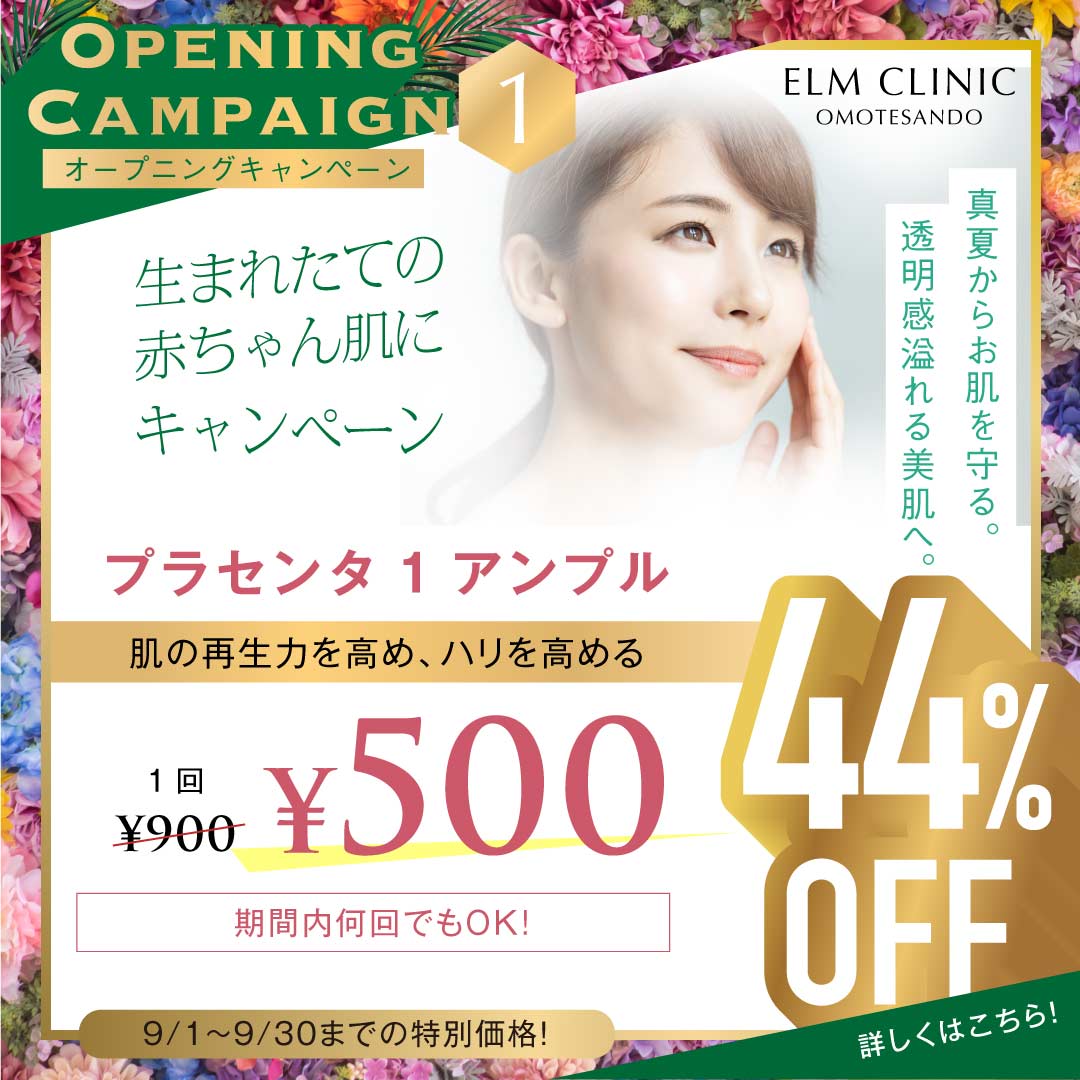 OPENING
CAMPAIGN
1
オープニングキャンペーン
ELM CLINIC
OMOTESANDO
真夏からお肌を守る。
透明感溢れる美肌へ。
生まれたての
赤ちゃん肌に
キャンペーン
プラセンタ 1 アンプル
肌の再生力を高め、ハリを高める
1回
¥900
¥500
44%
OFF
期間内何回でもOK!
9/1〜9/30までの特別価格!
詳しくはこちら!